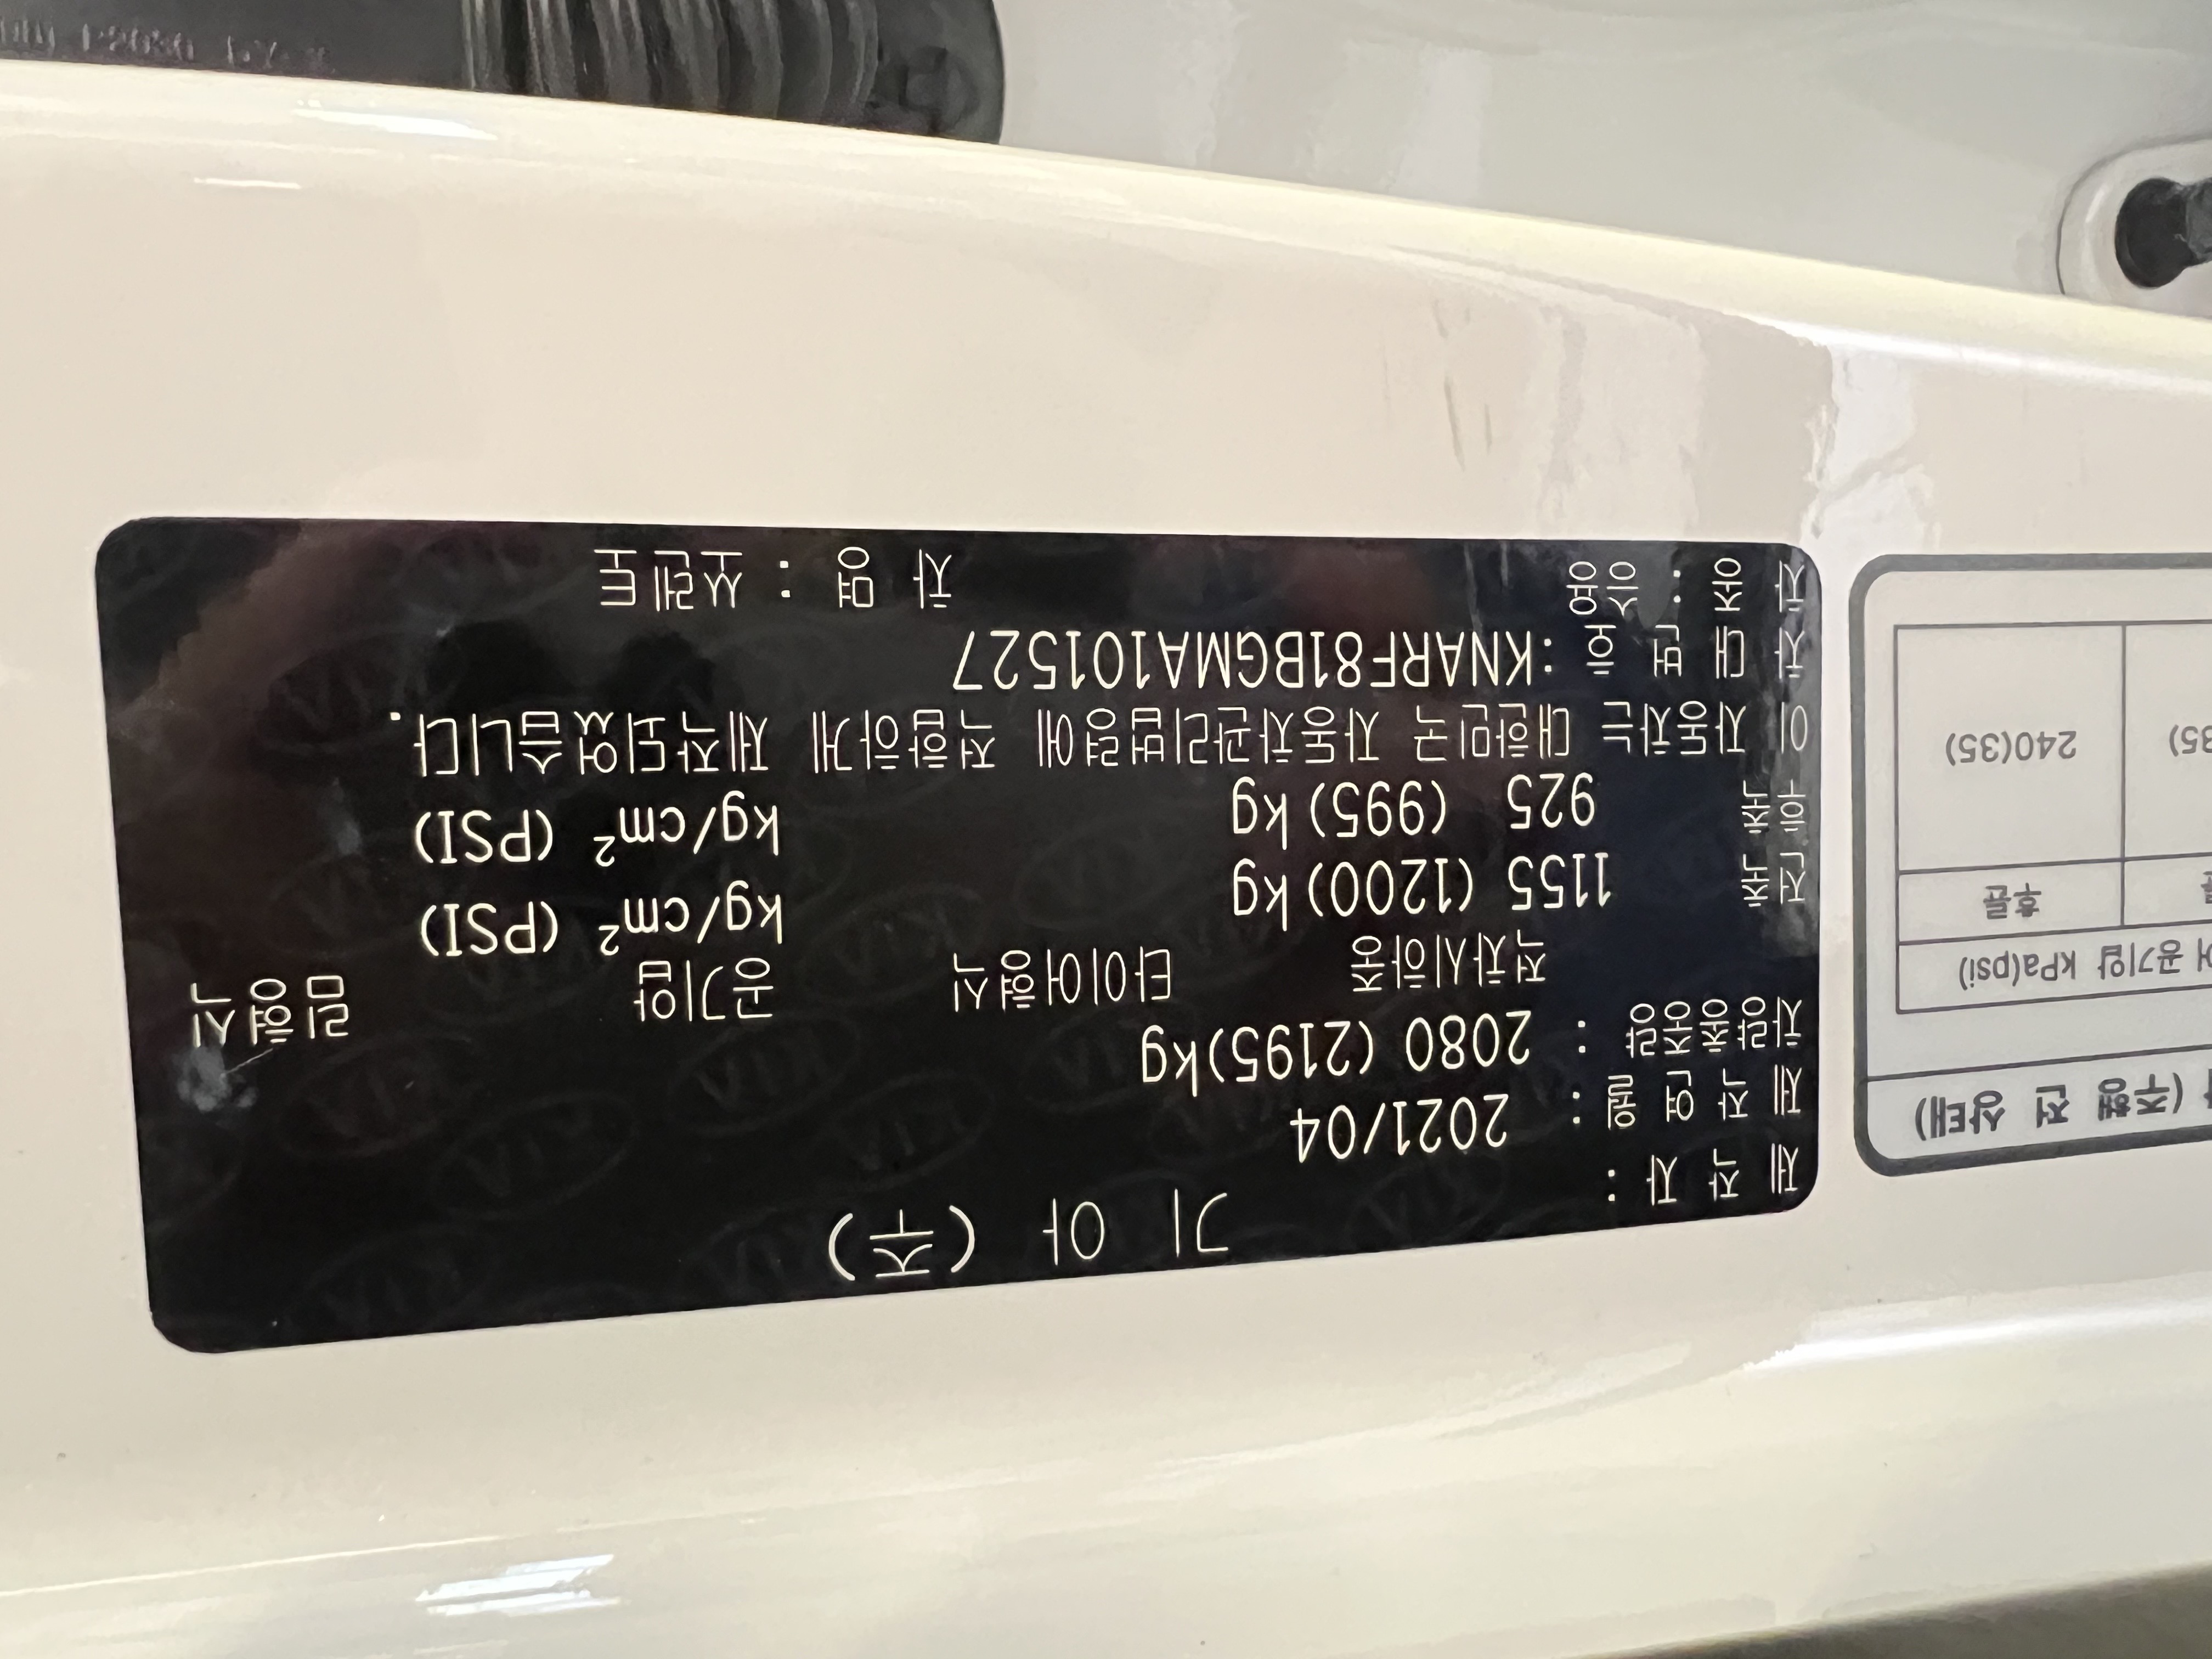 제 작 자 : 기 아 (주)
제 작 연 월 : 2021/04
차량총중량 : 2080 (2195)kg
적차시하중 타이어형식 공기압 림형식
전 축 1155 (1200) kg kg/cm² (PSI)
후 축 925 (995) kg kg/cm² (PSI)
이 자동차는 대한민국 자동차관리법령에 적합하게 제작되었습니다.
차 대 번 호 : KNARF81BGMA101527
차 종 : 승용 차 명 : 쏘렌토
(주행 전 상태)
공기압 kPa(psi)
후륜
240(35)